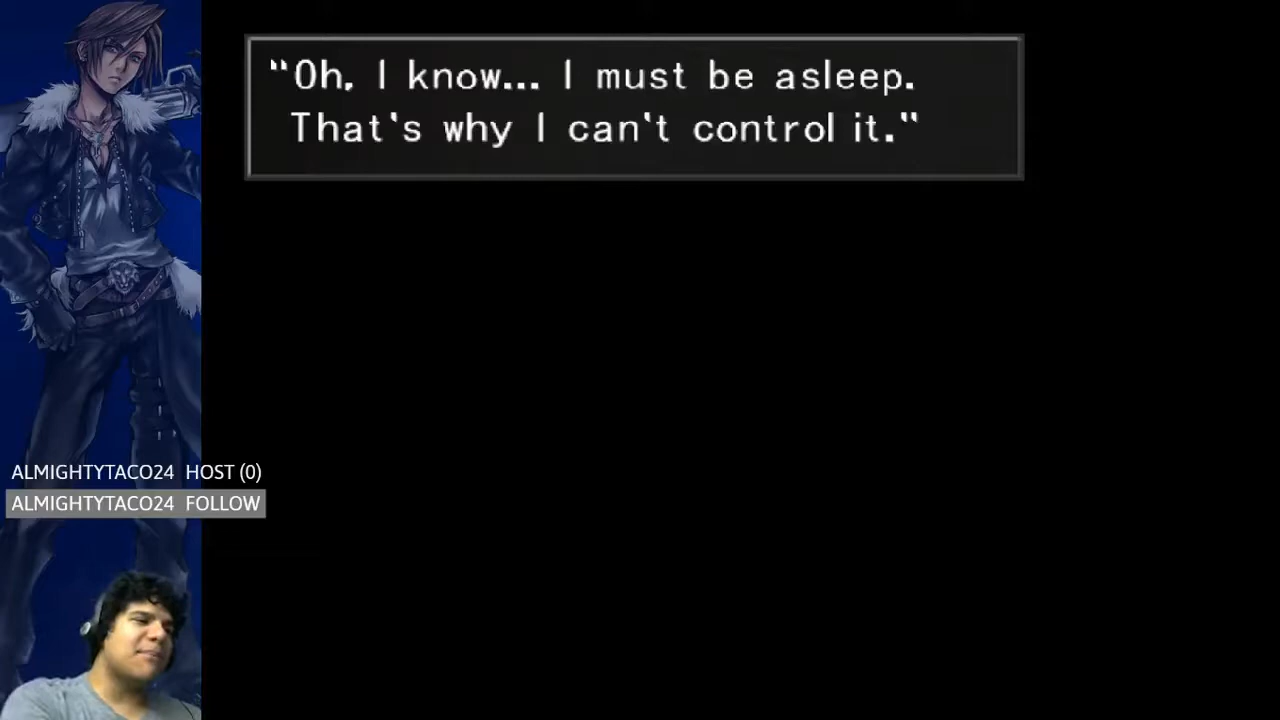 “Oh, I know... I must be asleep.
That's why I can't control it.”
ALMIGHTYTACO24 HOST (0)
ALMIGHTYTACO24 FOLLOW